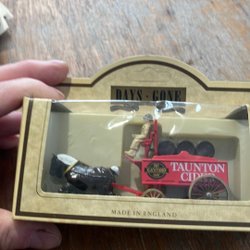 DAYS · GONE
TAUNTON
CIDER
MADE IN ENGLAND